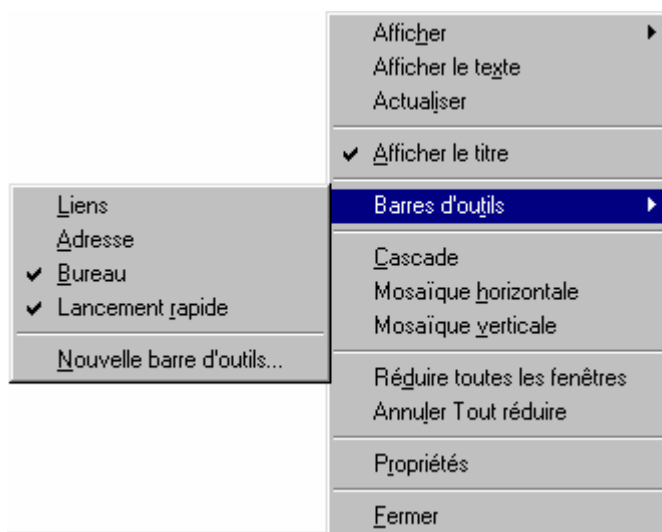 Afficher
Afficher le texte
Actualiser
Afficher le titre
Barres d'outils
Cascade
Mosaïque horizontale
Mosaïque verticale
Réduire toutes les fenêtres
Annuler Tout réduire
Propriétés
Fermer
Liens
Adresse
Bureau
Lancement rapide
Nouvelle barre d'outils...